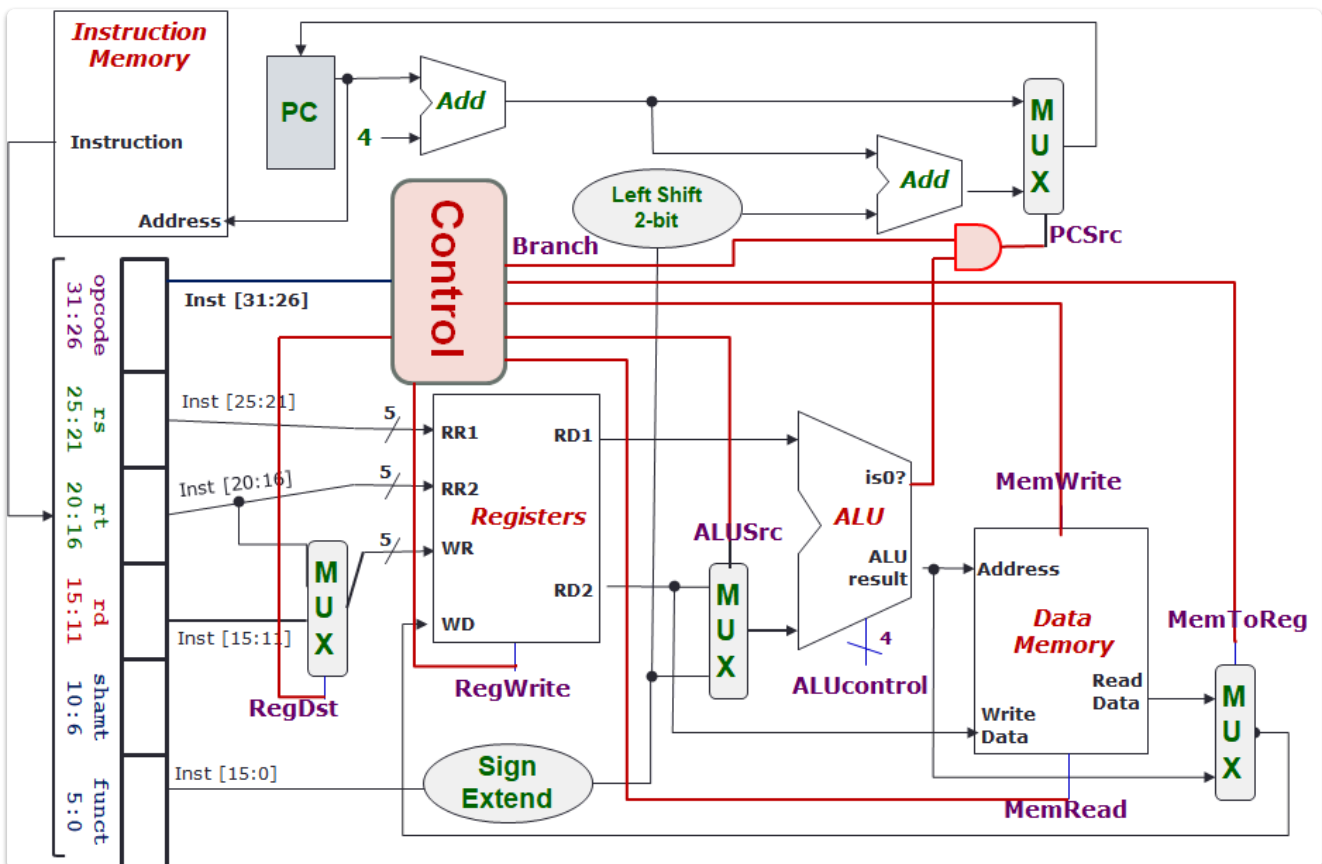 Instruction
Memory
Instruction
Address
PC
4
Add
Add
M
U
X
Left Shift
2-bit
PCSrc
Control
Branch
opcode
31:26
Inst [31:26]
rs
25:21
Inst [25:21]
5
RR1
RD1
rt
20:16
Inst [20:16]
5
RR2
Registers
5
WR
RD2
WD
M
U
X
rd
15:11
Inst [15:11]
RegDst
RegWrite
shamt
10:6
funct
5:0
Inst [15:0]
Sign
Extend
ALUSrc
M
U
X
is0?
ALU
ALU
result
4
ALUcontrol
MemWrite
Address
Data
Memory
Read
Data
Write
Data
MemRead
MemToReg
M
U
X